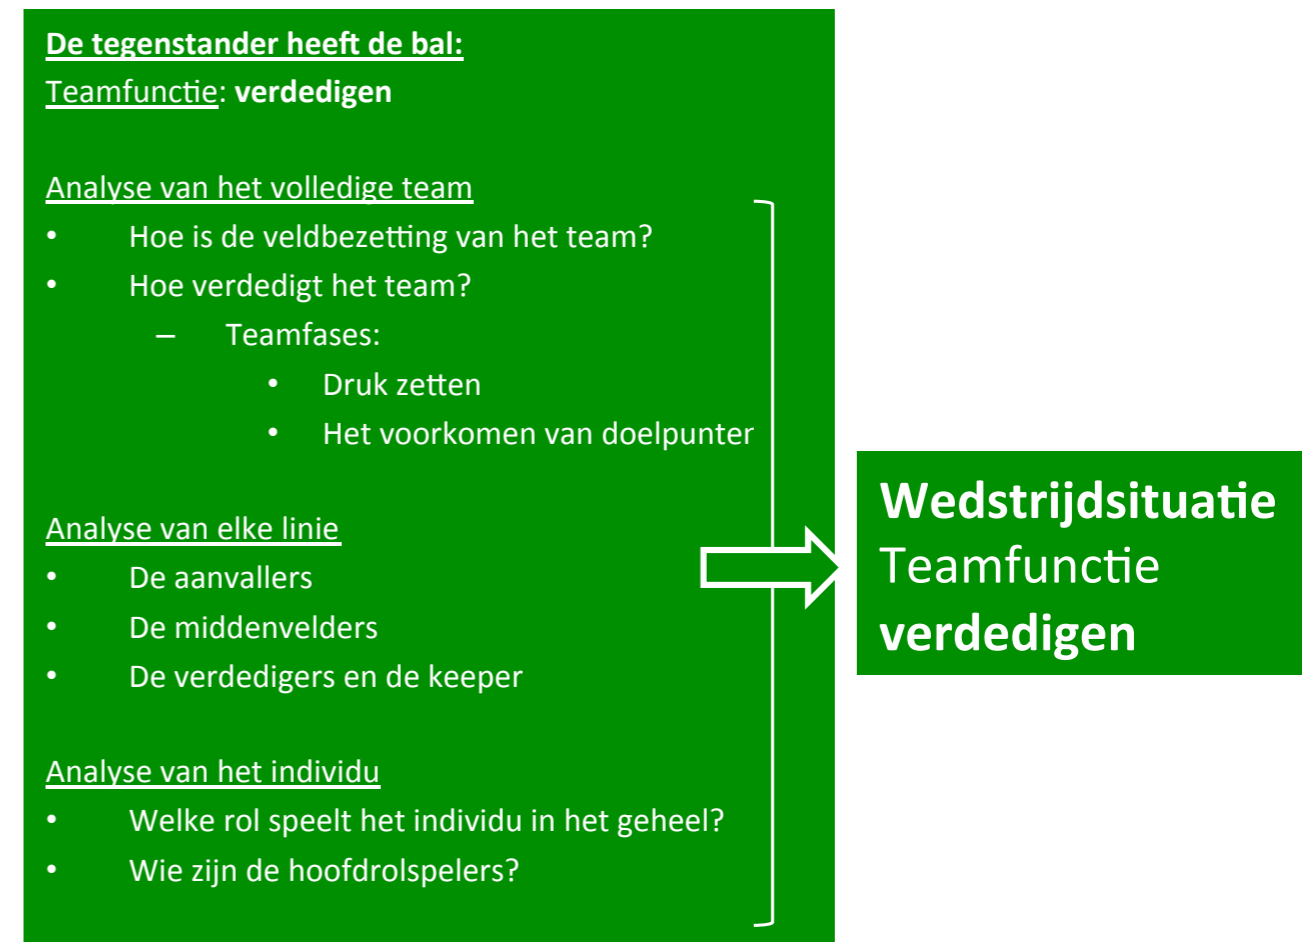 De tegenstander heeft de bal:
Teamfunctie: verdedigen
Analyse van het volledige team
• Hoe is de veldbezetting van het team?
• Hoe verdedigt het team?
– Teamfases:
• Druk zetten
• Het voorkomen van doelpunter
Analyse van elke linie
• De aanvallers
• De middenvelders
• De verdedigers en de keeper
Analyse van het individu
• Welke rol speelt het individu in het geheel?
• Wie zijn de hoofdrolspelers?
Wedstrijdsituatie
Teamfunctie
verdedigen